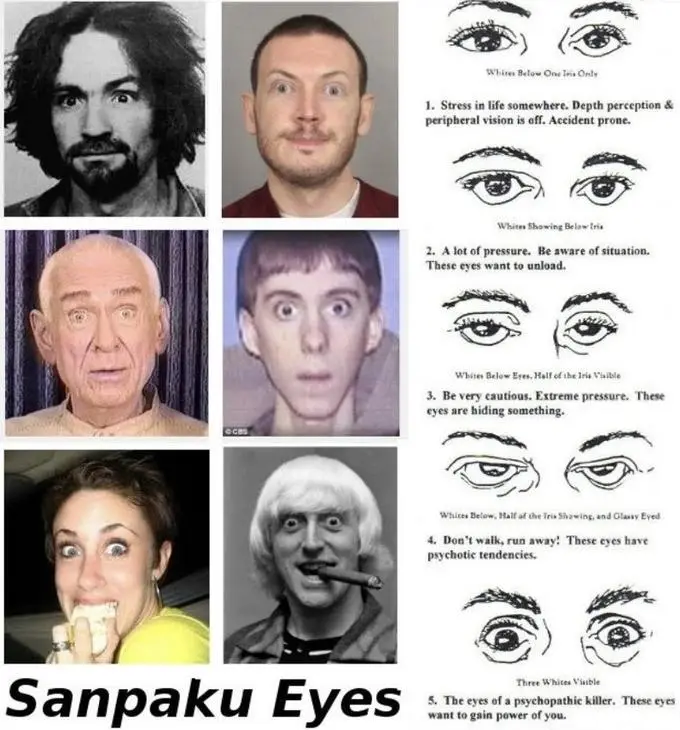 Whites Below One Iris Only
1. Stress in life somewhere. Depth perception &
peripheral vision is off. Accident prone.
Whites Showing Below Iris
2. A lot of pressure. Be aware of situation.
These eyes want to unload.
Whites Below Eyes. Half of the Iris Visible
3. Be very cautious. Extreme pressure. These
eyes are hiding something.
Whites Below, Half of the Iris Showing, and Glassy Eyed
4. Don't walk, run away! These eyes have
psychotic tendencies.
Three Whites Visible
5. The eyes of a psychopathic killer. These eyes
want to gain power of you.
© CBS
Sanpaku Eyes